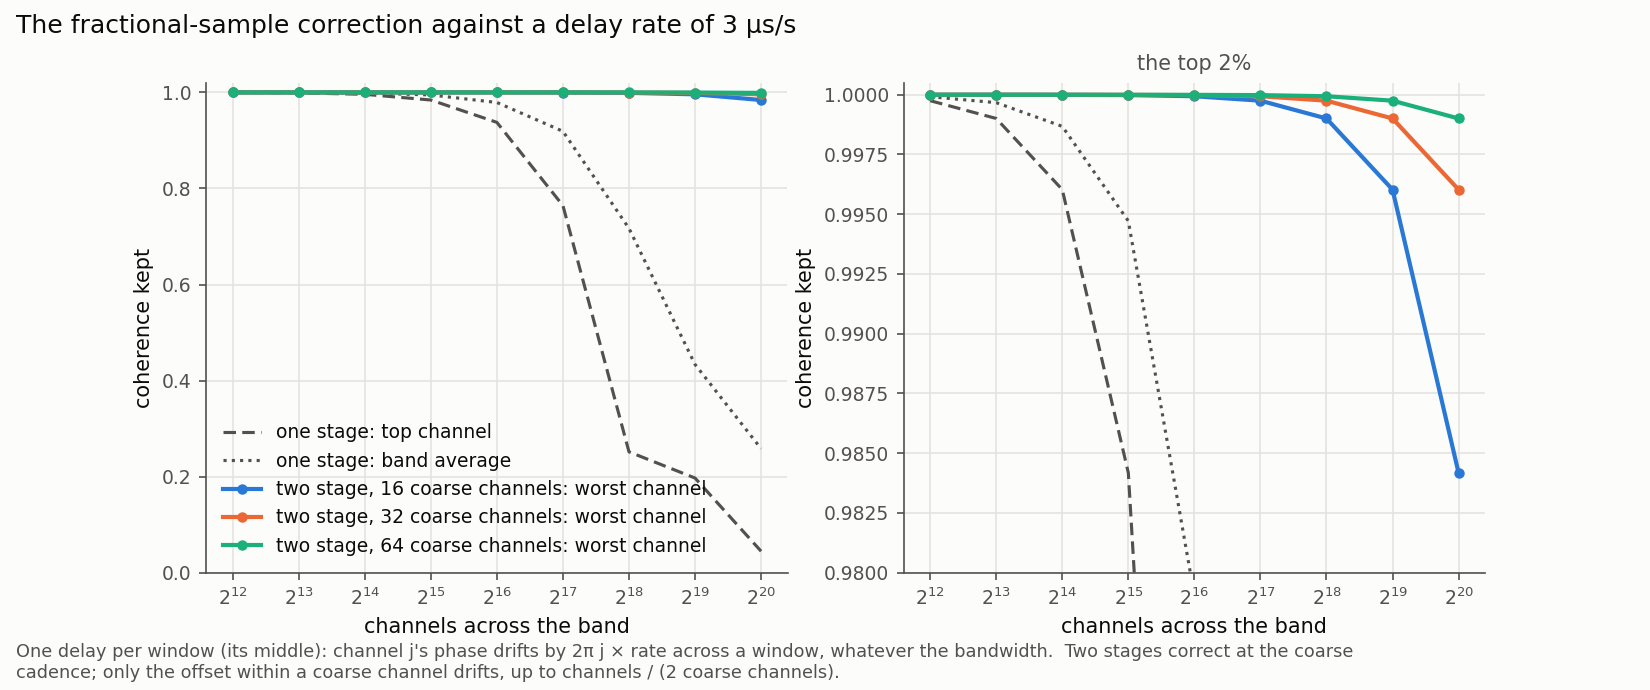 The fractional-sample correction against a delay rate of 3 µs/s
coherence kept
1.0
0.8
0.6
0.4
0.2
0.0
one stage: top channel
one stage: band average
two stage, 16 coarse channels: worst channel
two stage, 32 coarse channels: worst channel
two stage, 64 coarse channels: worst channel
2¹² 2¹³ 2¹⁴ 2¹⁵ 2¹⁶ 2¹⁷ 2¹⁸ 2¹⁹ 2²⁰
channels across the band
the top 2%
coherence kept
1.0000
0.9975
0.9950
0.9925
0.9900
0.9875
0.9850
0.9825
0.9800
2¹² 2¹³ 2¹⁴ 2¹⁵ 2¹⁶ 2¹⁷ 2¹⁸ 2¹⁹ 2²⁰
channels across the band
One delay per window (its middle): channel j's phase drifts by 2π j × rate across a window, whatever the bandwidth.  Two stages correct at the coarse
cadence; only the offset within a coarse channel drifts, up to channels / (2 coarse channels).